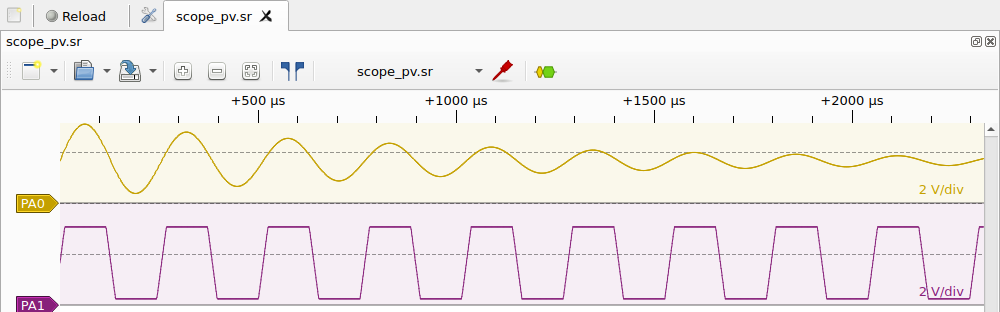 Reload
scope_pv.sr
scope_pv.sr
scope_pv.sr
+500 µs +1000 µs +1500 µs +2000 µs
2 V/div
PA0
2 V/div
PA1